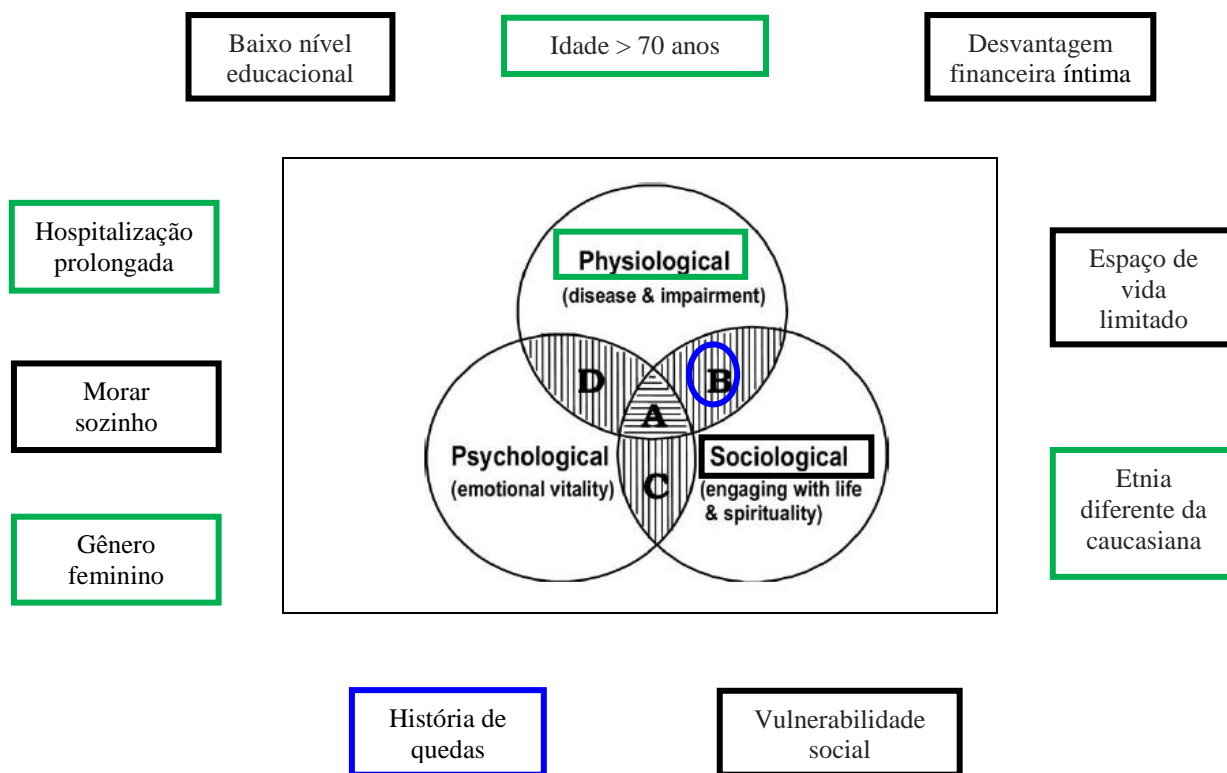 Baixo nível
educacional
Idade > 70 anos
Desvantagem
financeira íntima
Hospitalização
prolongada
Morar
sozinho
Gênero
feminino
Physiological
(disease & impairment)
D
B
A
Psychological
(emotional vitality)
C
Sociological
(engaging with life
& spirituality)
Espaço de
vida
limitado
Etnia
diferente da
caucasiana
História de
quedas
Vulnerabilidade
social